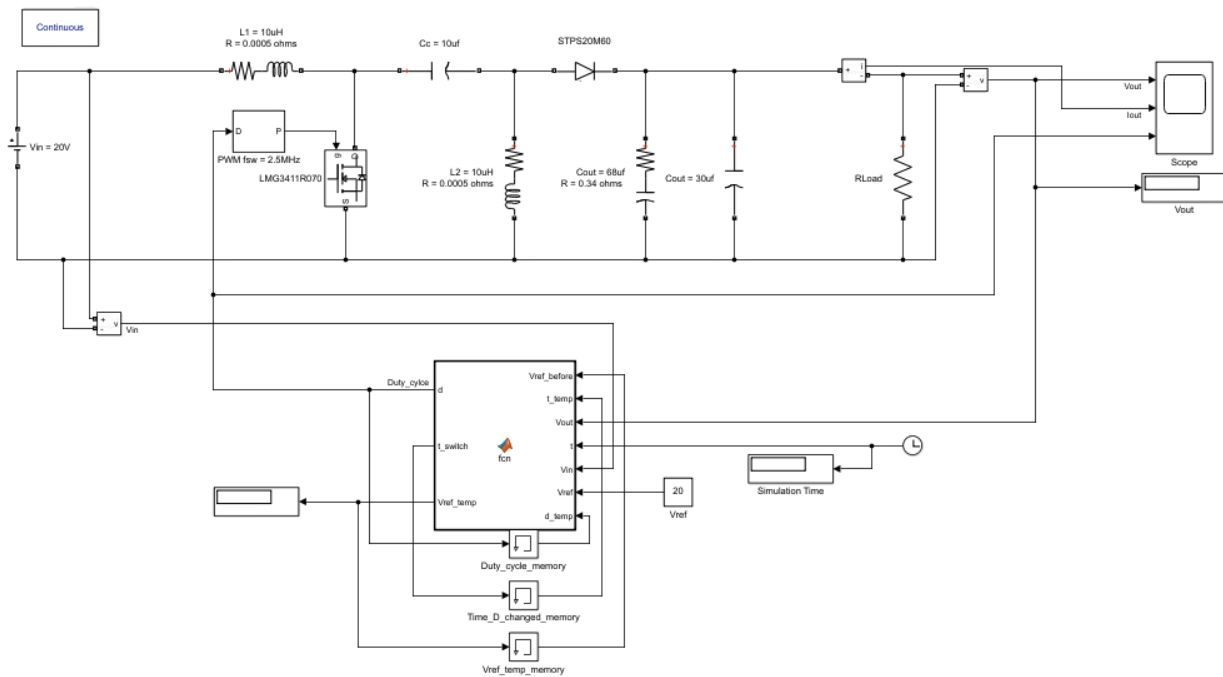 Continuous
L1 = 10uH
R = 0.0005 ohms
Cc = 10uf
STPS20M60
+
i
-
+
-
v
Vout
Iout
Scope
Vin = 20V
D
P
PWM fsw = 2.5MHz
g
D
S
LMG3411R070
L2 = 10uH
R = 0.0005 ohms
Cout = 68uf
R = 0.34 ohms
Cout = 30uf
RLoad
Vout
+
-
v
Vin
Duty_cylce
d
t_switch
Vref_temp
fcn
Vref_before
t_temp
Vout
t
Vin
Vref
d_temp
20
Vref
Simulation Time
Duty_cycle_memory
Time_D_changed_memory
Vref_temp_memory